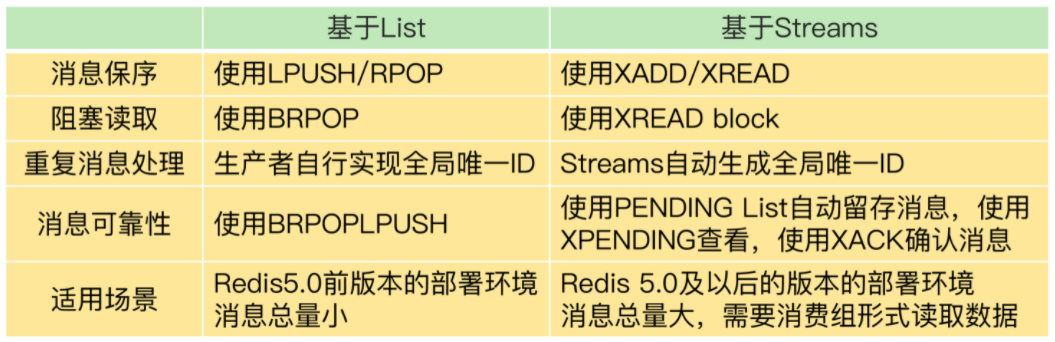 基于List
基于Streams
消息保序
使用LPUSH/RPOP
使用XADD/XREAD
阻塞读取
使用BRPOP
使用XREAD block
重复消息处理
生产者自行实现全局唯一ID
Streams自动生成全局唯一ID
消息可靠性
使用BRPOPLPUSH
使用PENDING List自动留存消息，使用
XPENDING查看，使用XACK确认消息
适用场景
Redis5.0前版本的部署环境
消息总量小
Redis 5.0及以后的版本的部署环境
消息总量大，需要消费组形式读取数据